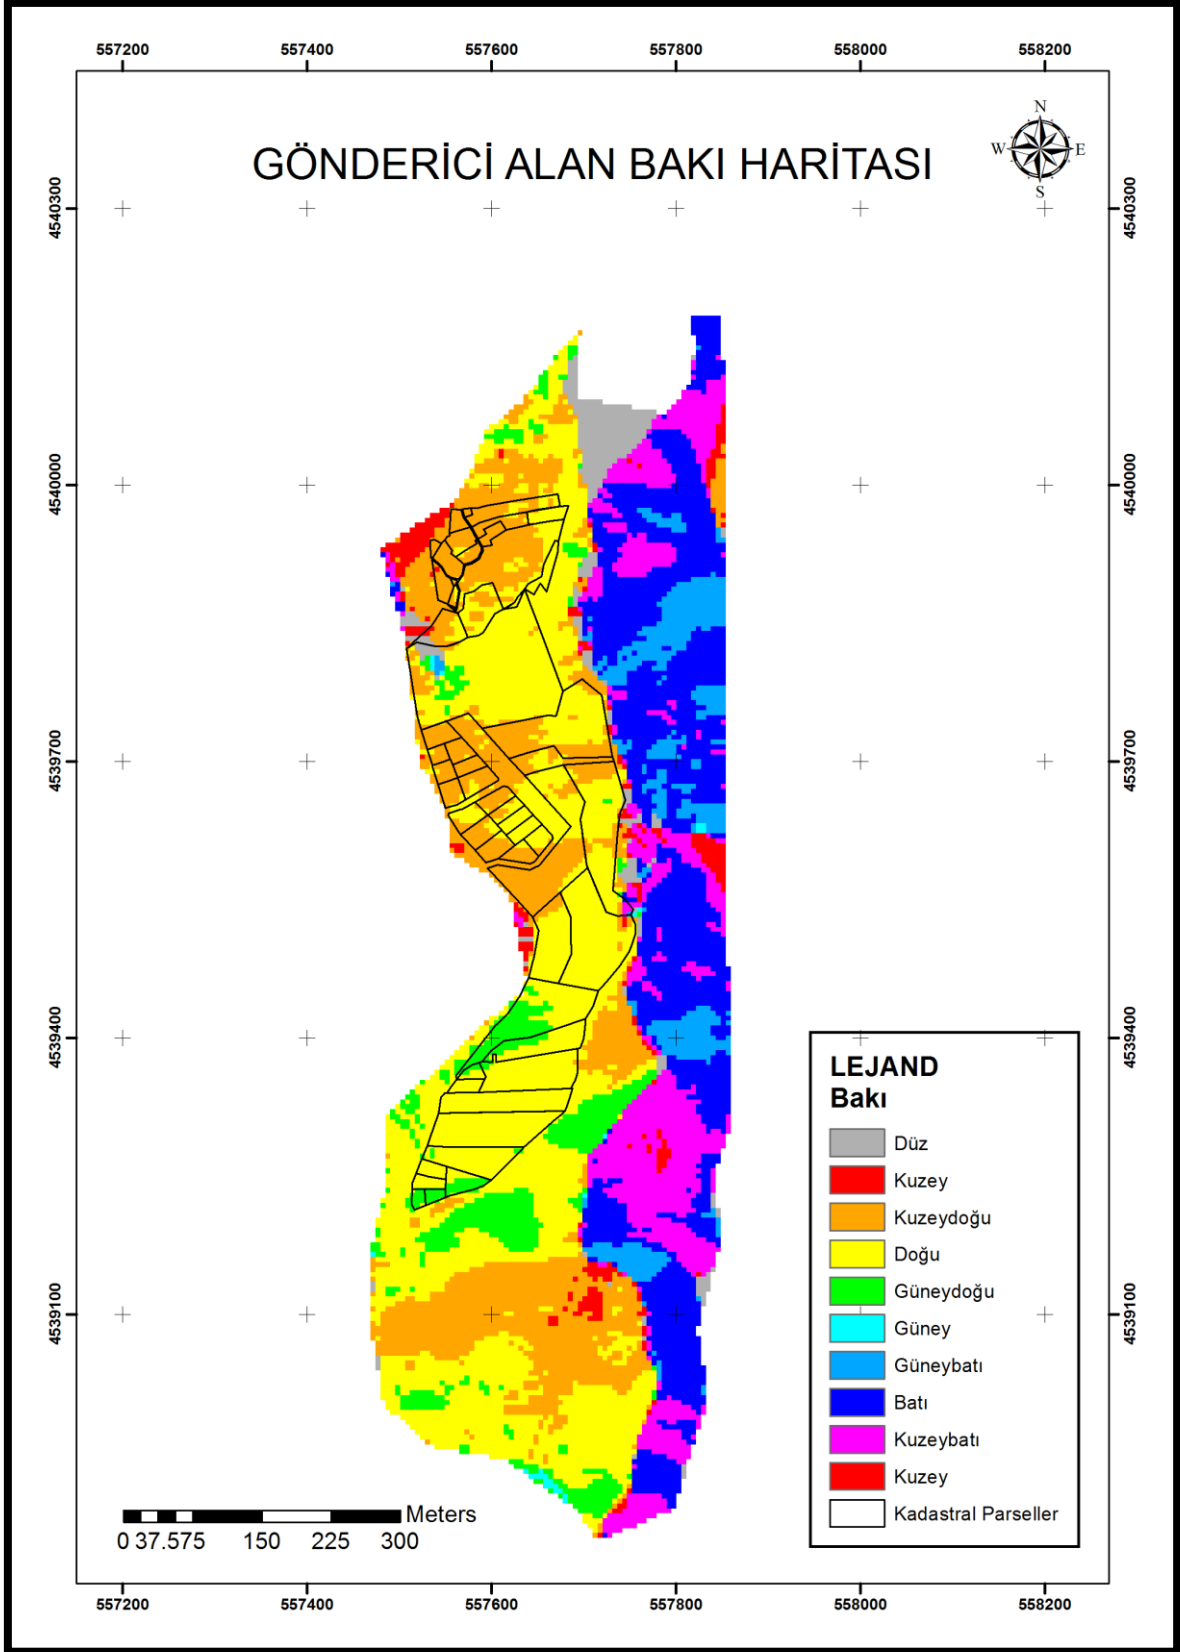 557200 557400 557600 557800 558000 558200
N
W E
S
GÖNDERİCİ ALAN BAKI HARİTASI
4540300 4540300
4540000 4540000
4539700 4539700
4539400 4539400
LEJAND
Bakı
Düz
Kuzey
Kuzeydoğu
Doğu
Güneydoğu
Güney
Güneybatı
Batı
Kuzeybatı
Kuzey
Kadastral Parseller
4539100 4539100
Meters
0 37.575 150 225 300
557200 557400 557600 557800 558000 558200